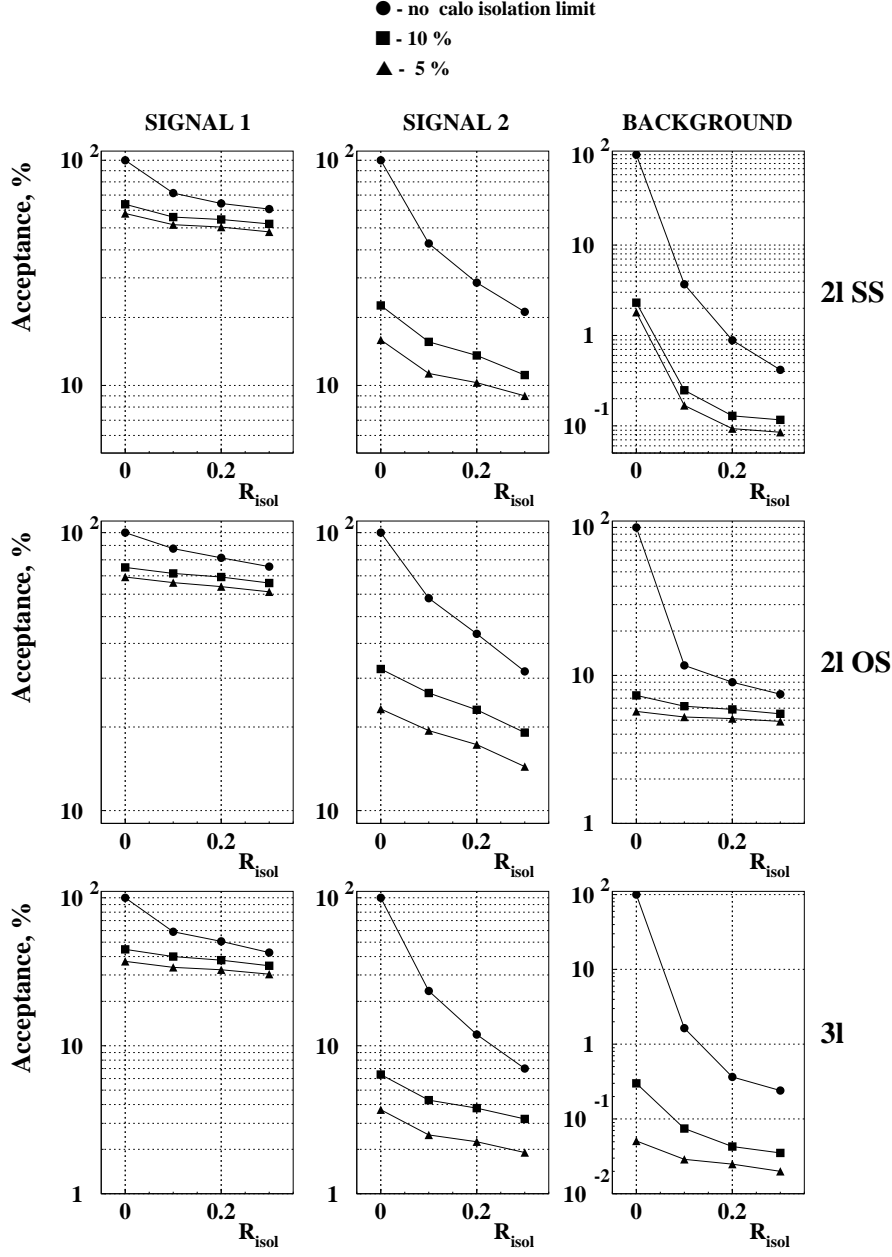 ● - no calo isolation limit
■ - 10 %
▲ - 5 %
SIGNAL 1 SIGNAL 2 BACKGROUND
Acceptance, %
10 2
10
0 0.2
R isol
10 2
10
0 0.2
R isol
10 2
10
1
10 -1
0 0.2
R isol
2l SS
Acceptance, %
10 2
10
0 0.2
R isol
10 2
10
0 0.2
R isol
10 2
10
1
0 0.2
R isol
2l OS
Acceptance, %
10 2
10
1
0 0.2
R isol
10 2
10
1
0 0.2
R isol
10 2
10
1
10 -1
10 -2
0 0.2
R isol
3l